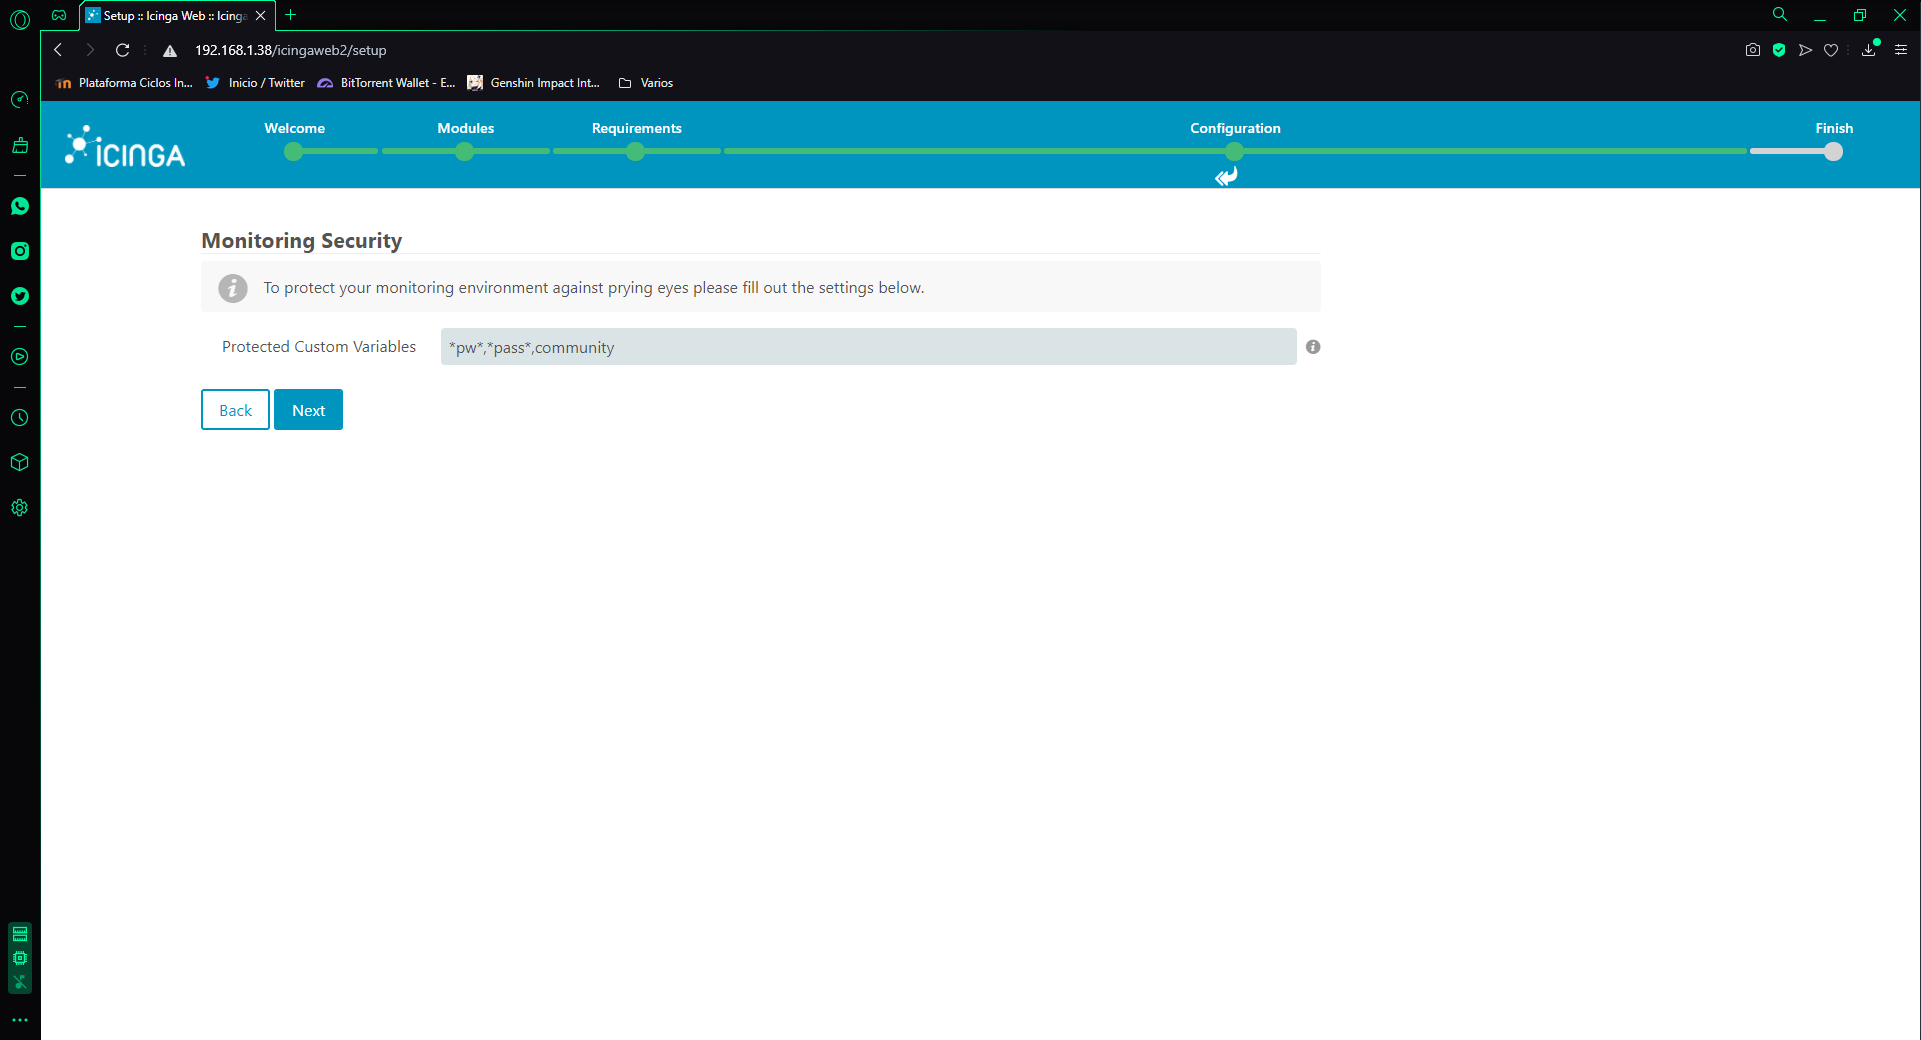 Setup :: Icinga Web :: Icinga
192.168.1.38/icingaweb2/setup
Plataforma Ciclos In... Inicio / Twitter BitTorrent Wallet - E... Genshin Impact Int... Varios
ICINGA
Welcome Modules Requirements Configuration Finish
Monitoring Security
To protect your monitoring environment against prying eyes please fill out the settings below.
Protected Custom Variables *pw*,*pass*,community
Back Next